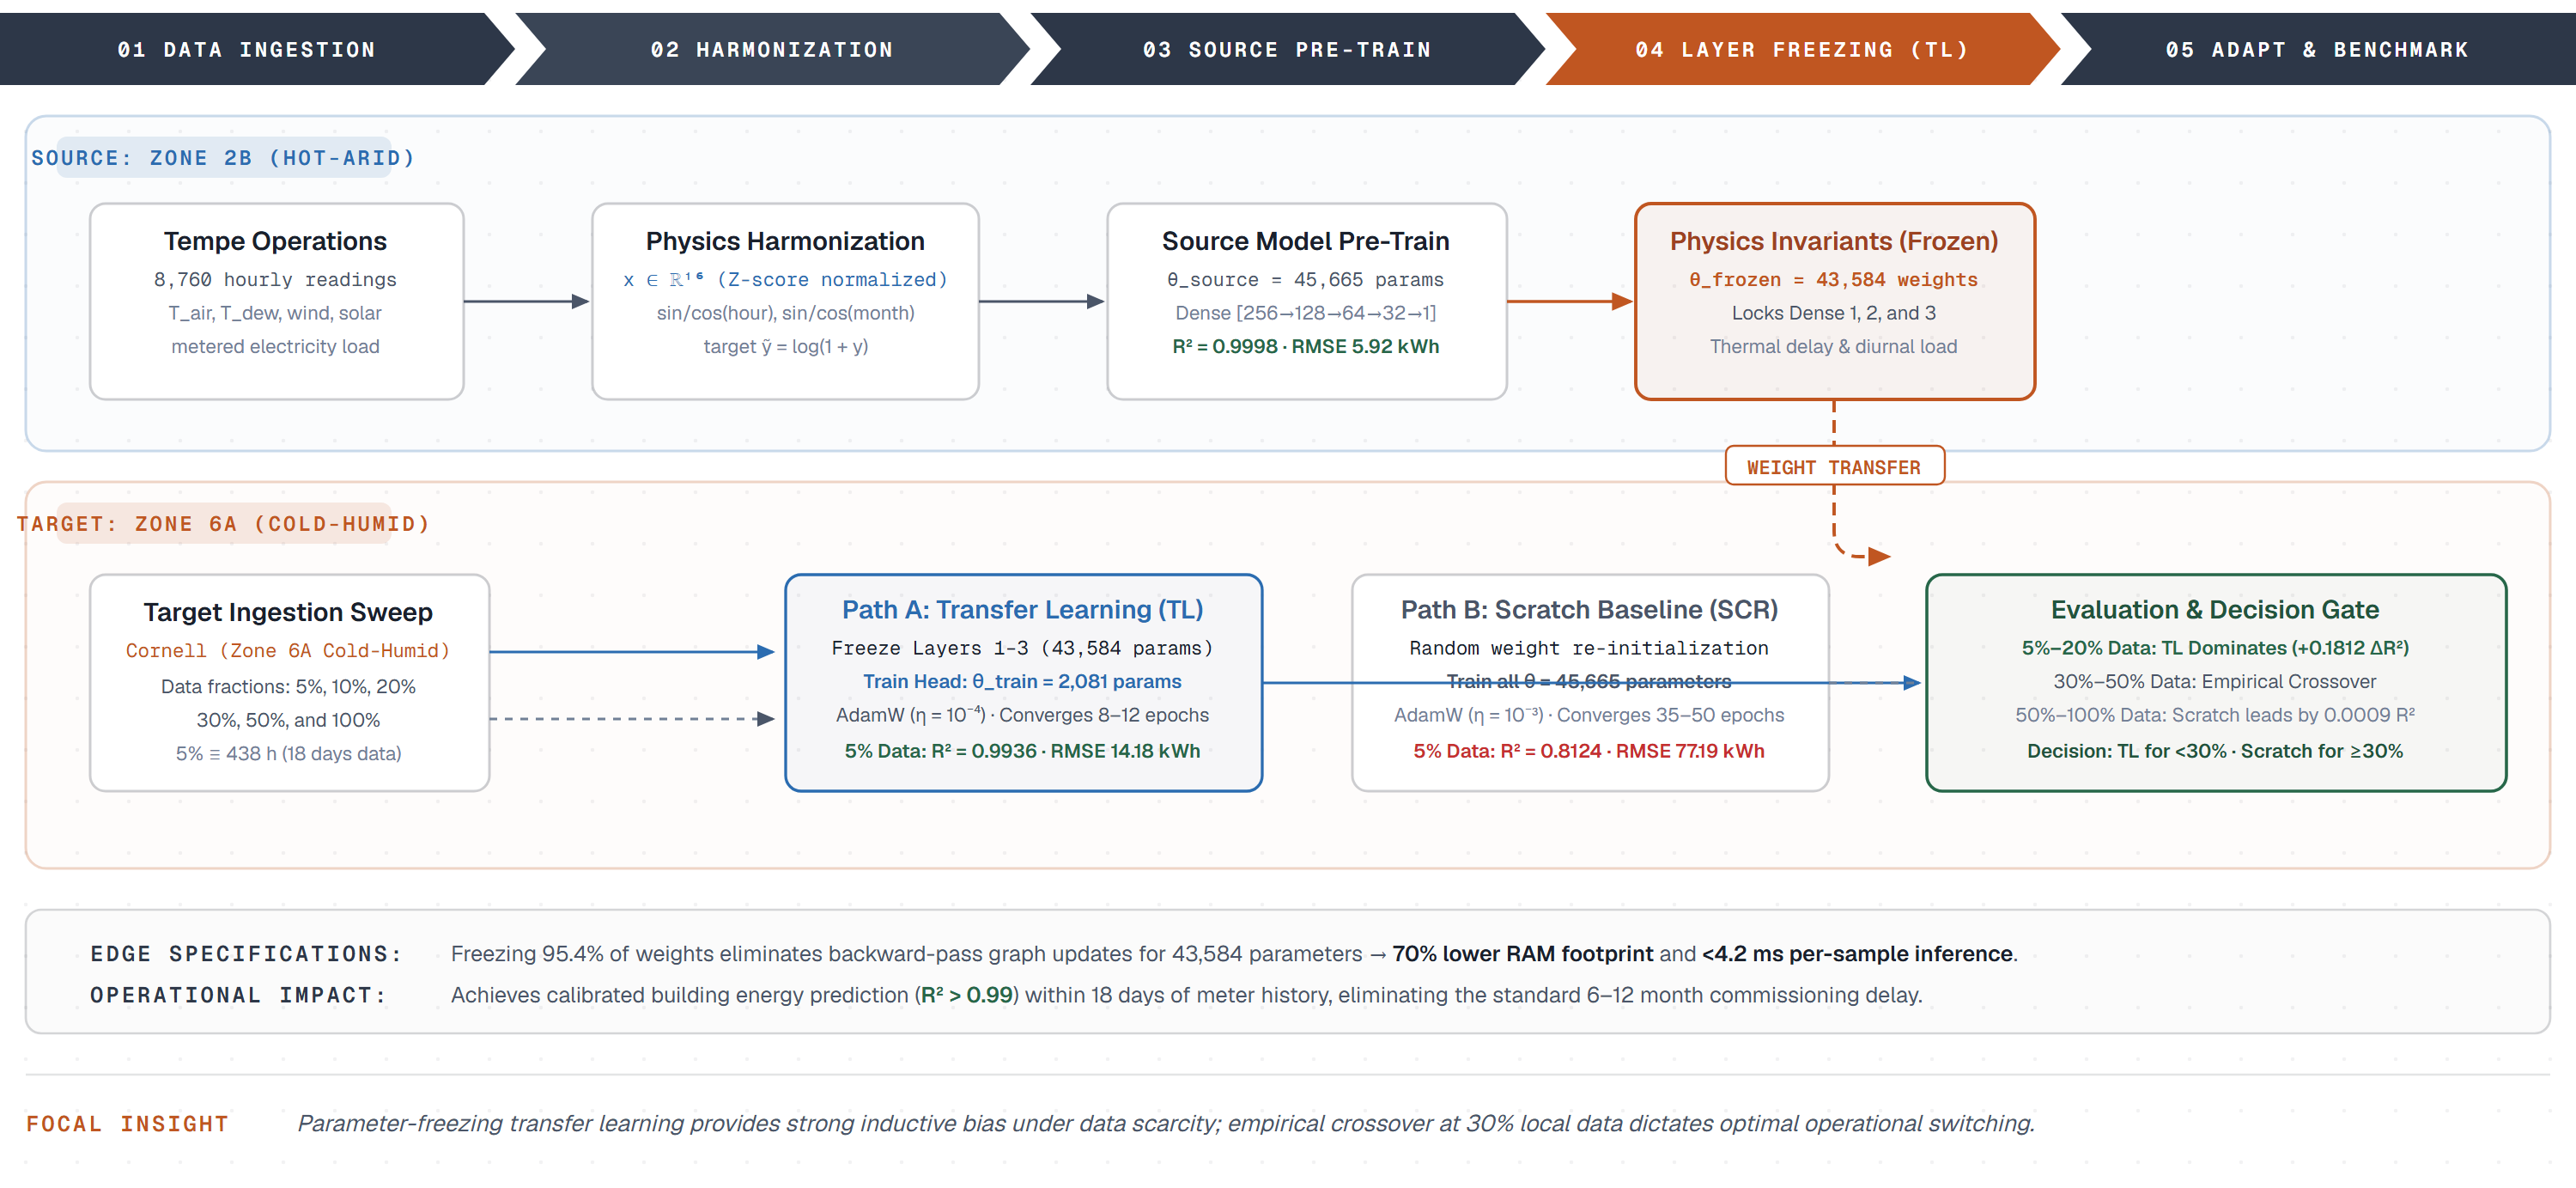 01 DATA INGESTION
02 HARMONIZATION
03 SOURCE PRE-TRAIN
04 LAYER FREEZING (TL)
05 ADAPT & BENCHMARK
SOURCE: ZONE 2B (HOT-ARID)
Tempe Operations
8,760 hourly readings
T_air, T_dew, wind, solar
metered electricity load
Physics Harmonization
x ∈ ℝ¹⁶ (Z-score normalized)
sin/cos(hour), sin/cos(month)
target ỹ = log(1 + y)
Source Model Pre-Train
θ_source = 45,665 params
Dense [256→128→64→32→1]
R² = 0.9998 · RMSE 5.92 kWh
Physics Invariants (Frozen)
θ_frozen = 43,584 weights
Locks Dense 1, 2, and 3
Thermal delay & diurnal load
WEIGHT TRANSFER
TARGET: ZONE 6A (COLD-HUMID)
Target Ingestion Sweep
Cornell (Zone 6A Cold-Humid)
Data fractions: 5%, 10%, 20%
30%, 50%, and 100%
5% ≡ 438 h (18 days data)
Path A: Transfer Learning (TL)
Freeze Layers 1-3 (43,584 params)
Train Head: θ_train = 2,081 params
AdamW (η = 10⁻⁴) · Converges 8–12 epochs
5% Data: R² = 0.9936 · RMSE 14.18 kWh
Path B: Scratch Baseline (SCR)
Random weight re-initialization
Train all θ = 45,665 parameters
AdamW (η = 10⁻³) · Converges 35–50 epochs
5% Data: R² = 0.8124 · RMSE 77.19 kWh
Evaluation & Decision Gate
5%–20% Data: TL Dominates (+0.1812 ΔR²)
30%–50% Data: Empirical Crossover
50%–100% Data: Scratch leads by 0.0009 R²
Decision: TL for <30% · Scratch for ≥30%
EDGE SPECIFICATIONS: Freezing 95.4% of weights eliminates backward-pass graph updates for 43,584 parameters → 70% lower RAM footprint and <4.2 ms per-sample inference.
OPERATIONAL IMPACT: Achieves calibrated building energy prediction (R² > 0.99) within 18 days of meter history, eliminating the standard 6–12 month commissioning delay.
FOCAL INSIGHT Parameter-freezing transfer learning provides strong inductive bias under data scarcity; empirical crossover at 30% local data dictates optimal operational switching.